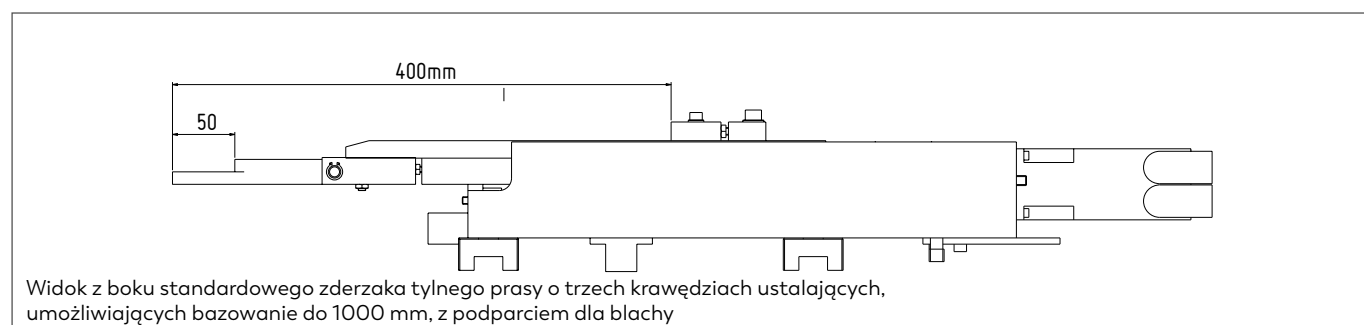 400mm
50
Widok z boku standardowego zderzaka tylnego prasy o trzech krawędziach ustalających,
umożliwiających bazowanie do 1000 mm, z podparciem dla blachy